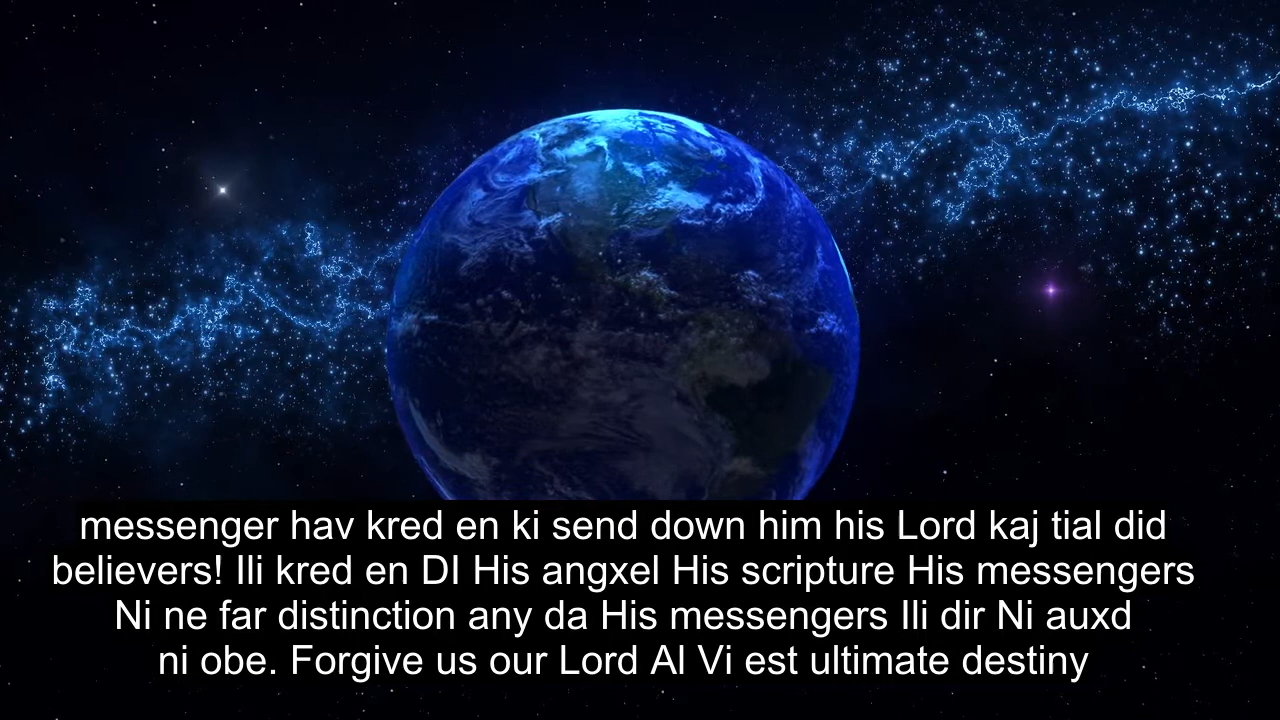 messenger hav kred en ki send down him his Lord kaj tial did
believers! Ili kred en DI His angxel His scripture His messengers
Ni ne far distinction any da His messengers Ili dir Ni auxd
ni obe. Forgive us our Lord Al Vi est ultimate destiny